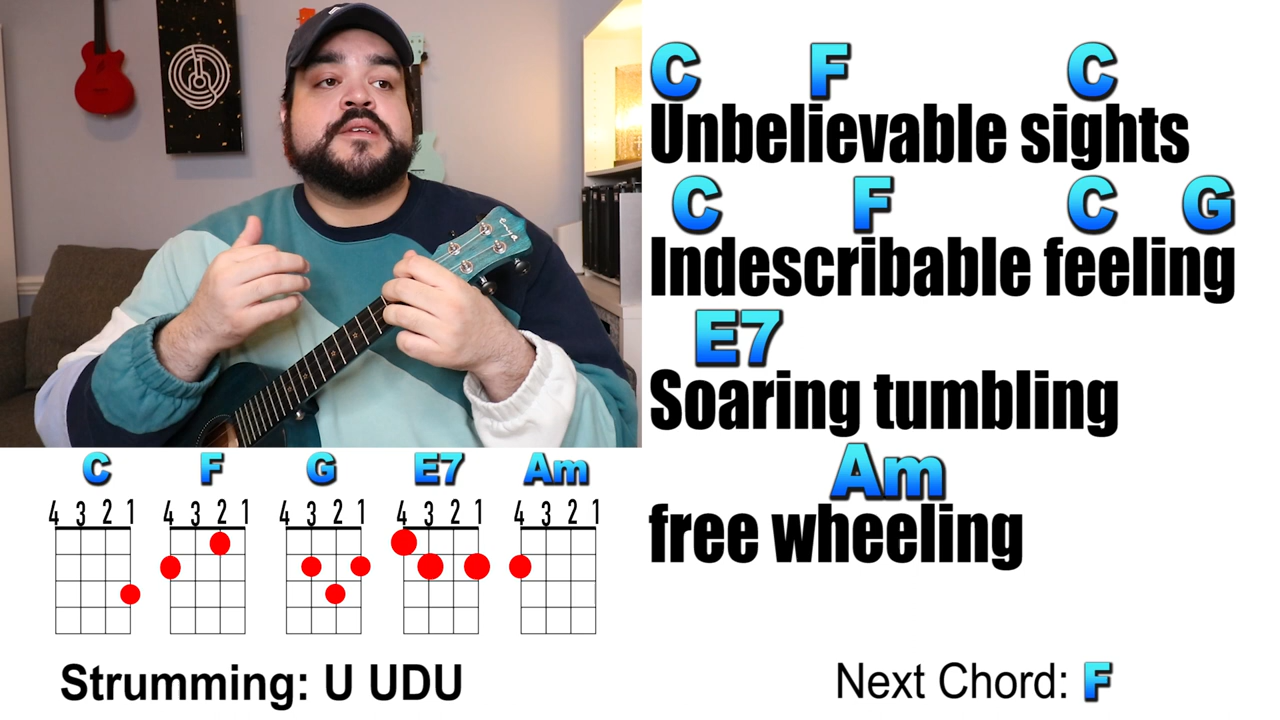 C F C
Unbelievable sights
C F C G
Indescribable feeling
E7
Soaring tumbling
Am
free wheeling
C F G E7 Am
4 3 2 1 4 3 2 1 4 3 2 1 4 3 2 1 4 3 2 1
Strumming: U UDU
Next Chord: F